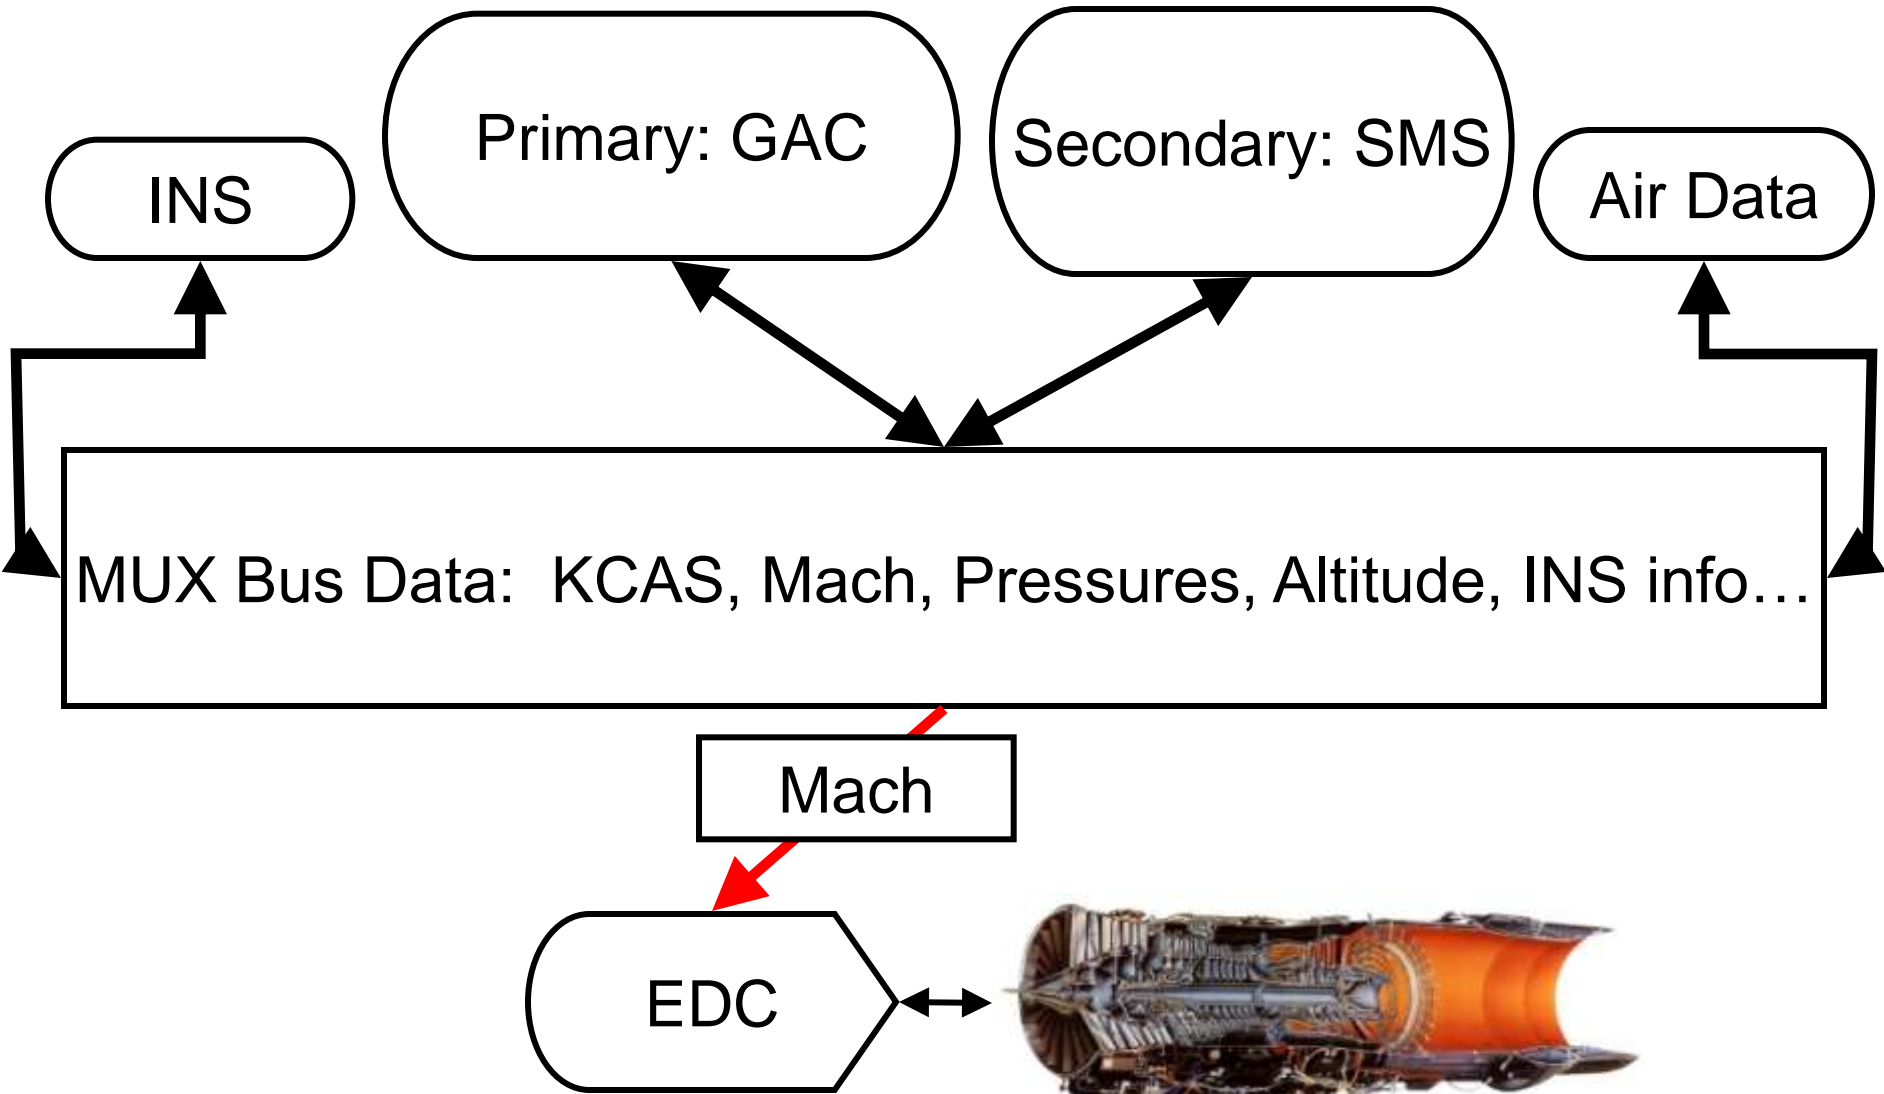 Primary: GAC
Secondary: SMS
INS
Air Data
MUX Bus Data:  KCAS, Mach, Pressures, Altitude, INS info…
Mach
EDC